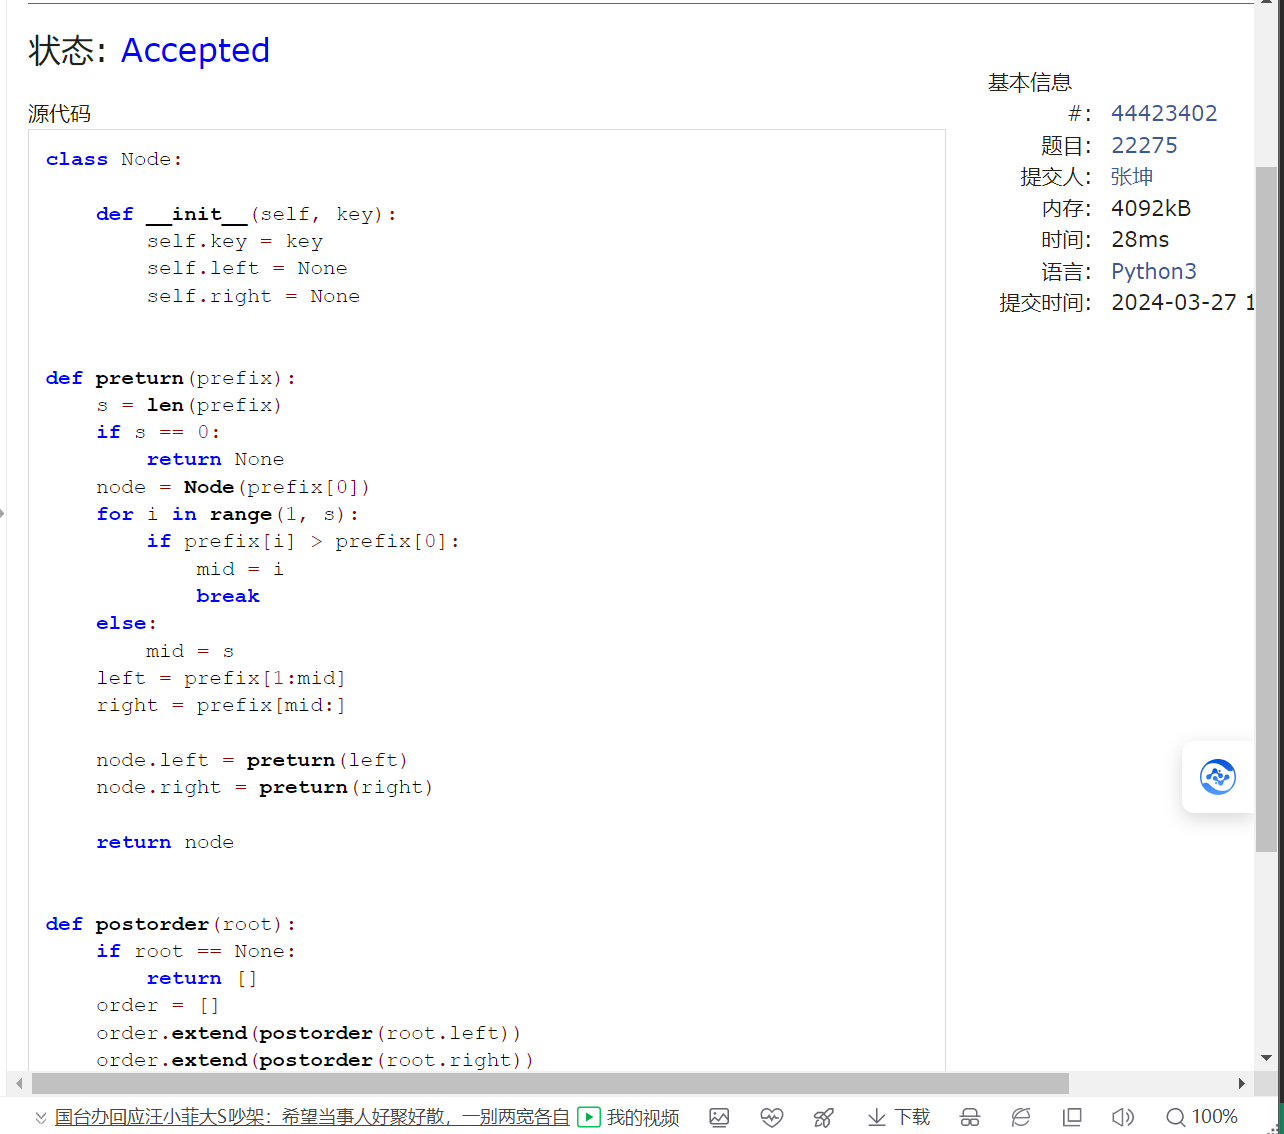 状态: Accepted
源代码
class Node:
    def __init__(self, key):
        self.key = key
        self.left = None
        self.right = None
def preturn(prefix):
    s = len(prefix)
    if s == 0:
        return None
    node = Node(prefix[0])
    for i in range(1, s):
        if prefix[i] > prefix[0]:
            mid = i
            break
    else:
        mid = s
    left = prefix[1:mid]
    right = prefix[mid:]
    node.left = preturn(left)
    node.right = preturn(right)
    return node
def postorder(root):
    if root == None:
        return []
    order = []
    order.extend(postorder(root.left))
    order.extend(postorder(root.right))
基本信息
#: 44423402
题目: 22275
提交人: 张坤
内存: 4092kB
时间: 28ms
语言: Python3
提交时间: 2024-03-27 1
国台办回应汪小菲大S吵架：希望当事人好聚好散，一别两宽各自 我的视频 下载 100%